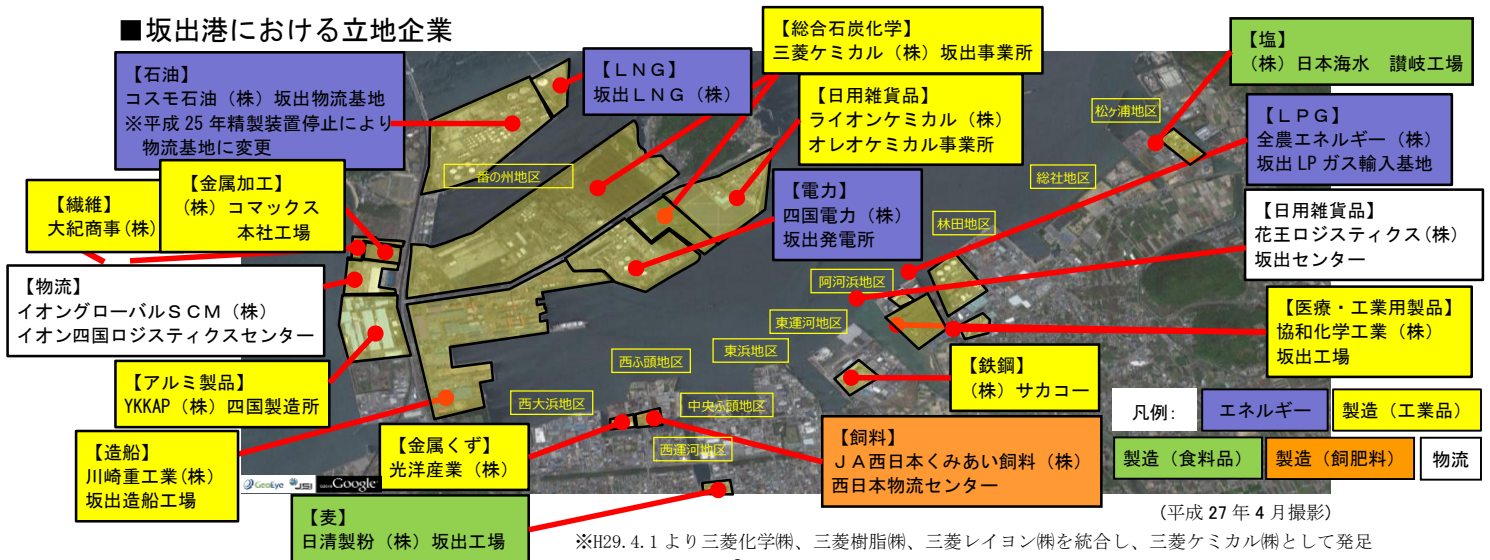 ■坂出港における立地企業
【石油】
コスモ石油（株）坂出物流基地
※平成 25 年精製装置停止により
物流基地に変更
【LNG】
坂出LNG（株）
【総合石炭化学】
三菱ケミカル（株）坂出事業所
【日用雑貨品】
ライオンケミカル（株）
オレオケミカル事業所
【塩】
（株）日本海水　讃岐工場
【LPG】
全農エネルギー（株）
坂出 LP ガス輸入基地
【繊維】
大紀商事（株）
【金属加工】
（株）コマックス
本社工場
【電力】
四国電力（株）
坂出発電所
【日用雑貨品】
花王ロジスティクス（株）
坂出センター
【物流】
イオングローバルSCM（株）
イオン四国ロジスティクスセンター
【医療・工業用製品】
協和化学工業（株）
坂出工場
【アルミ製品】
YKKAP（株）四国製造所
【鉄鋼】
（株）サカコー
【造船】
川崎重工業（株）
坂出造船工場
【金属くず】
光洋産業（株）
【飼料】
JA西日本くみあい飼料（株）
西日本物流センター
【麦】
日清製粉（株）坂出工場
番の州地区
松ヶ浦地区
総社地区
林田地区
阿河浜地区
東運河地区
東浜地区
西ふ頭地区
中央ふ頭地区
西大浜地区
西運河地区
凡例：
エネルギー
製造（工業品）
製造（食料品）
製造（飼肥料）
物流
GeoEye
JSI
Google
(平成 27 年 4 月撮影)
※H29.4.1 より三菱化学㈱、三菱樹脂㈱、三菱レイヨン㈱を統合し、三菱ケミカル㈱として発足